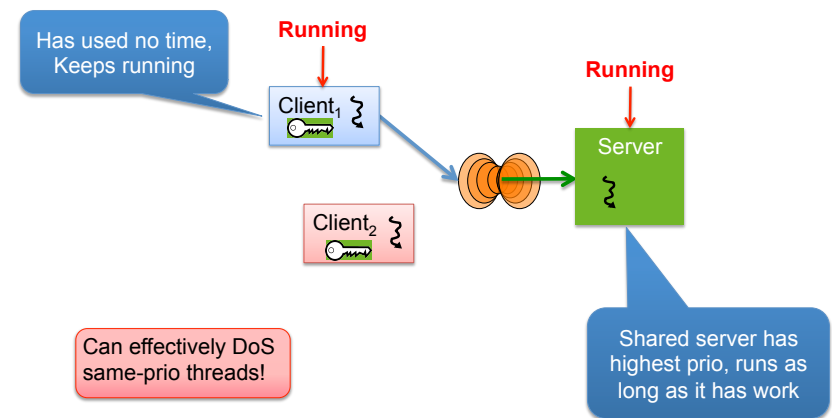 Has used no time,
Keeps running
Running
Client₁
Running
Server
Client₂
Can effectively DoS
same-prio threads!
Shared server has
highest prio, runs as
long as it has work